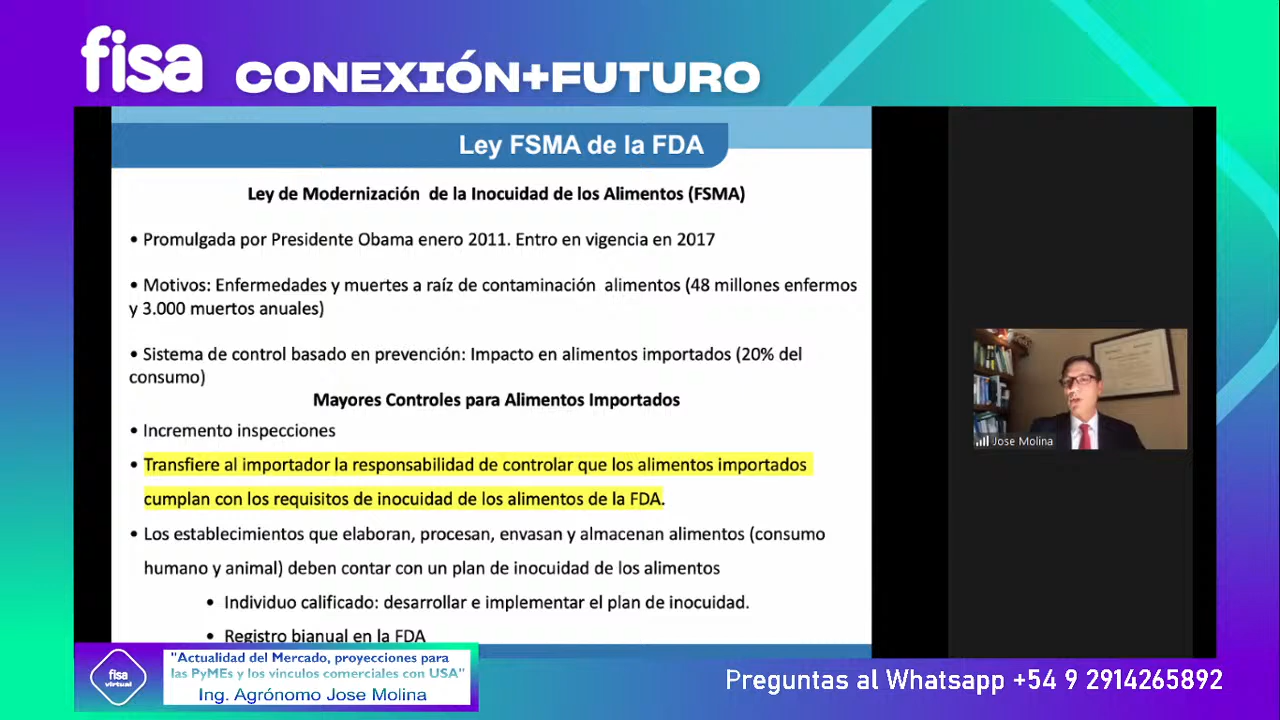 fisa CONEXIÓN+FUTURO
Ley FSMA de la FDA
Ley de Modernización de la Inocuidad de los Alimentos (FSMA)
• Promulgada por Presidente Obama enero 2011. Entro en vigencia en 2017
• Motivos: Enfermedades y muertes a raíz de contaminación alimentos (48 millones enfermos
y 3.000 muertos anuales)
• Sistema de control basado en prevención: Impacto en alimentos importados (20% del
consumo)
Mayores Controles para Alimentos Importados
• Incremento inspecciones
• Transfiere al importador la responsabilidad de controlar que los alimentos importados
cumplan con los requisitos de inocuidad de los alimentos de la FDA.
• Los establecimientos que elaboran, procesan, envasan y almacenan alimentos (consumo
humano y animal) deben contar con un plan de inocuidad de los alimentos
• Individuo calificado: desarrollar e implementar el plan de inocuidad.
• Registro bianual en la FDA
Jose Molina
fisa
virtual
"Actualidad del Mercado, proyecciones para
las PyMEs y los vinculos comerciales con USA"
Ing. Agrónomo Jose Molina
Preguntas al Whatsapp +54 9 2914265892